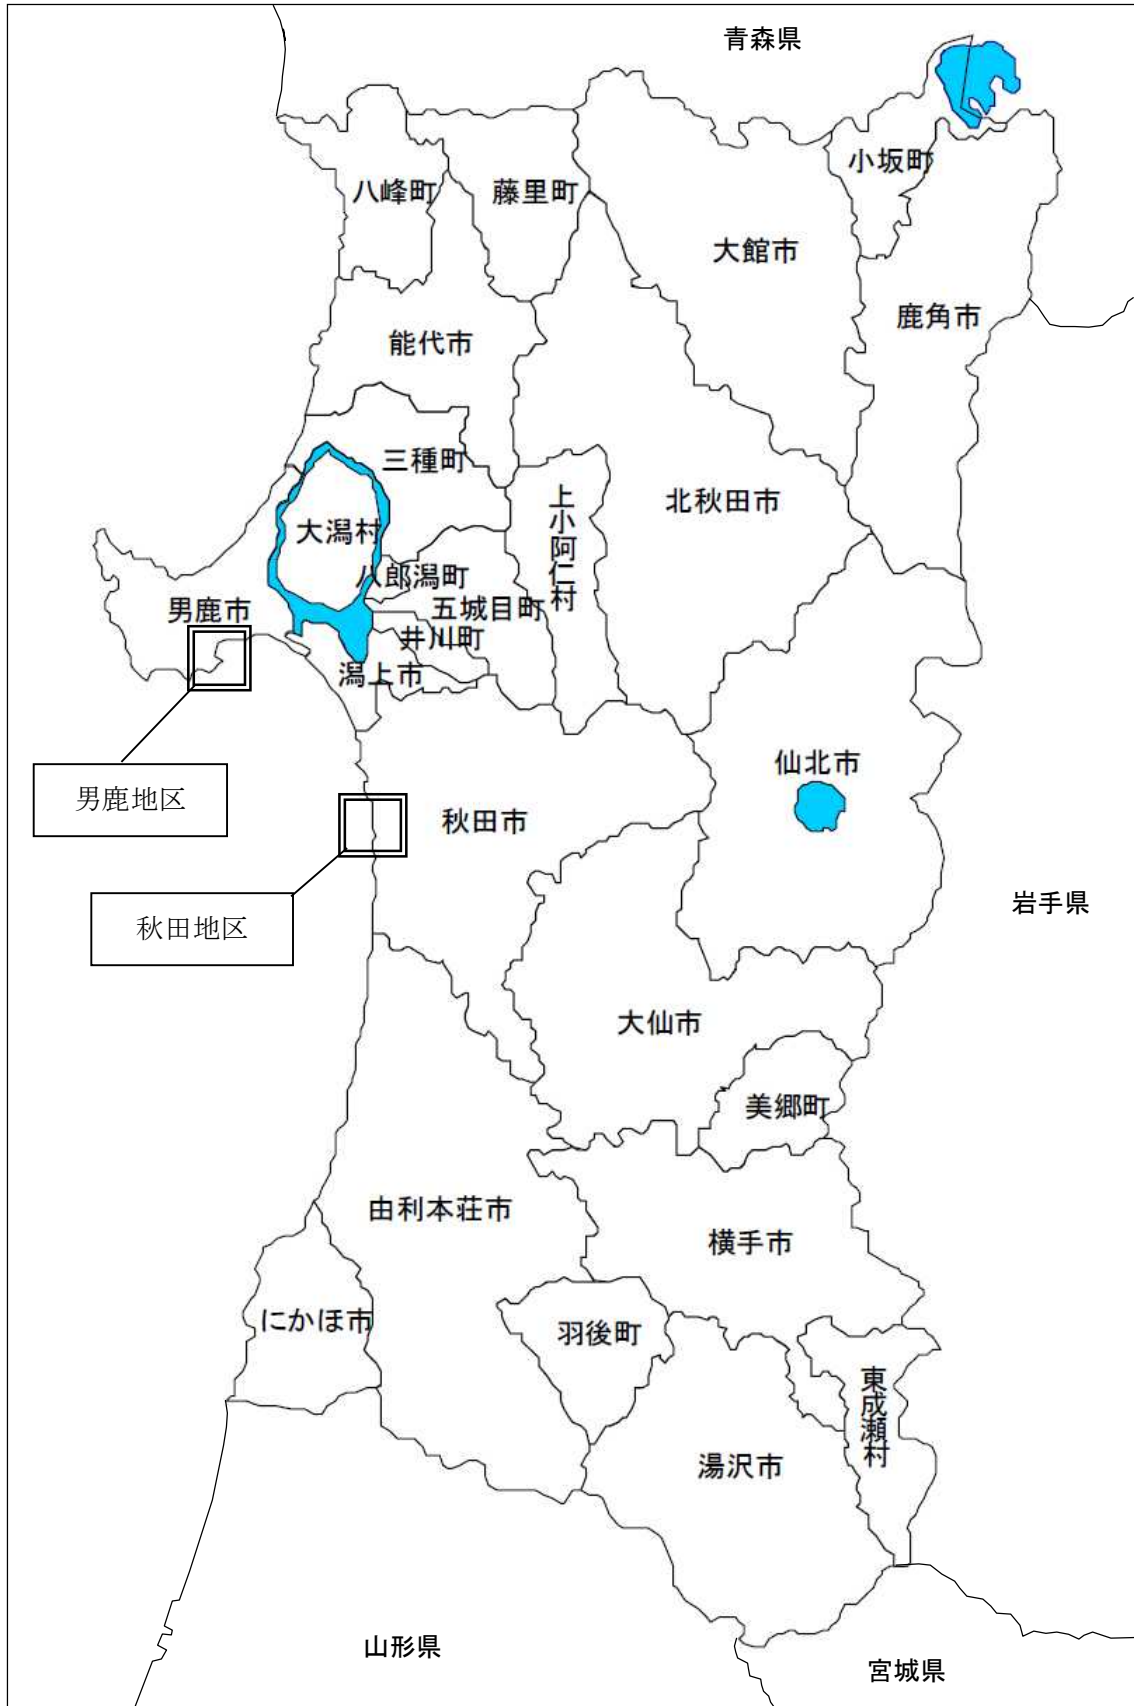 青森県
小坂町
八峰町
藤里町
大館市
鹿角市
能代市
三種町
北秋田市
上小阿仁村
大潟村
八郎潟町
男鹿市
五城目町
井川町
潟上市
仙北市
男鹿地区
秋田市
岩手県
秋田地区
大仙市
美郷町
由利本荘市
横手市
にかほ市
羽後町
東成瀬村
湯沢市
山形県
宮城県